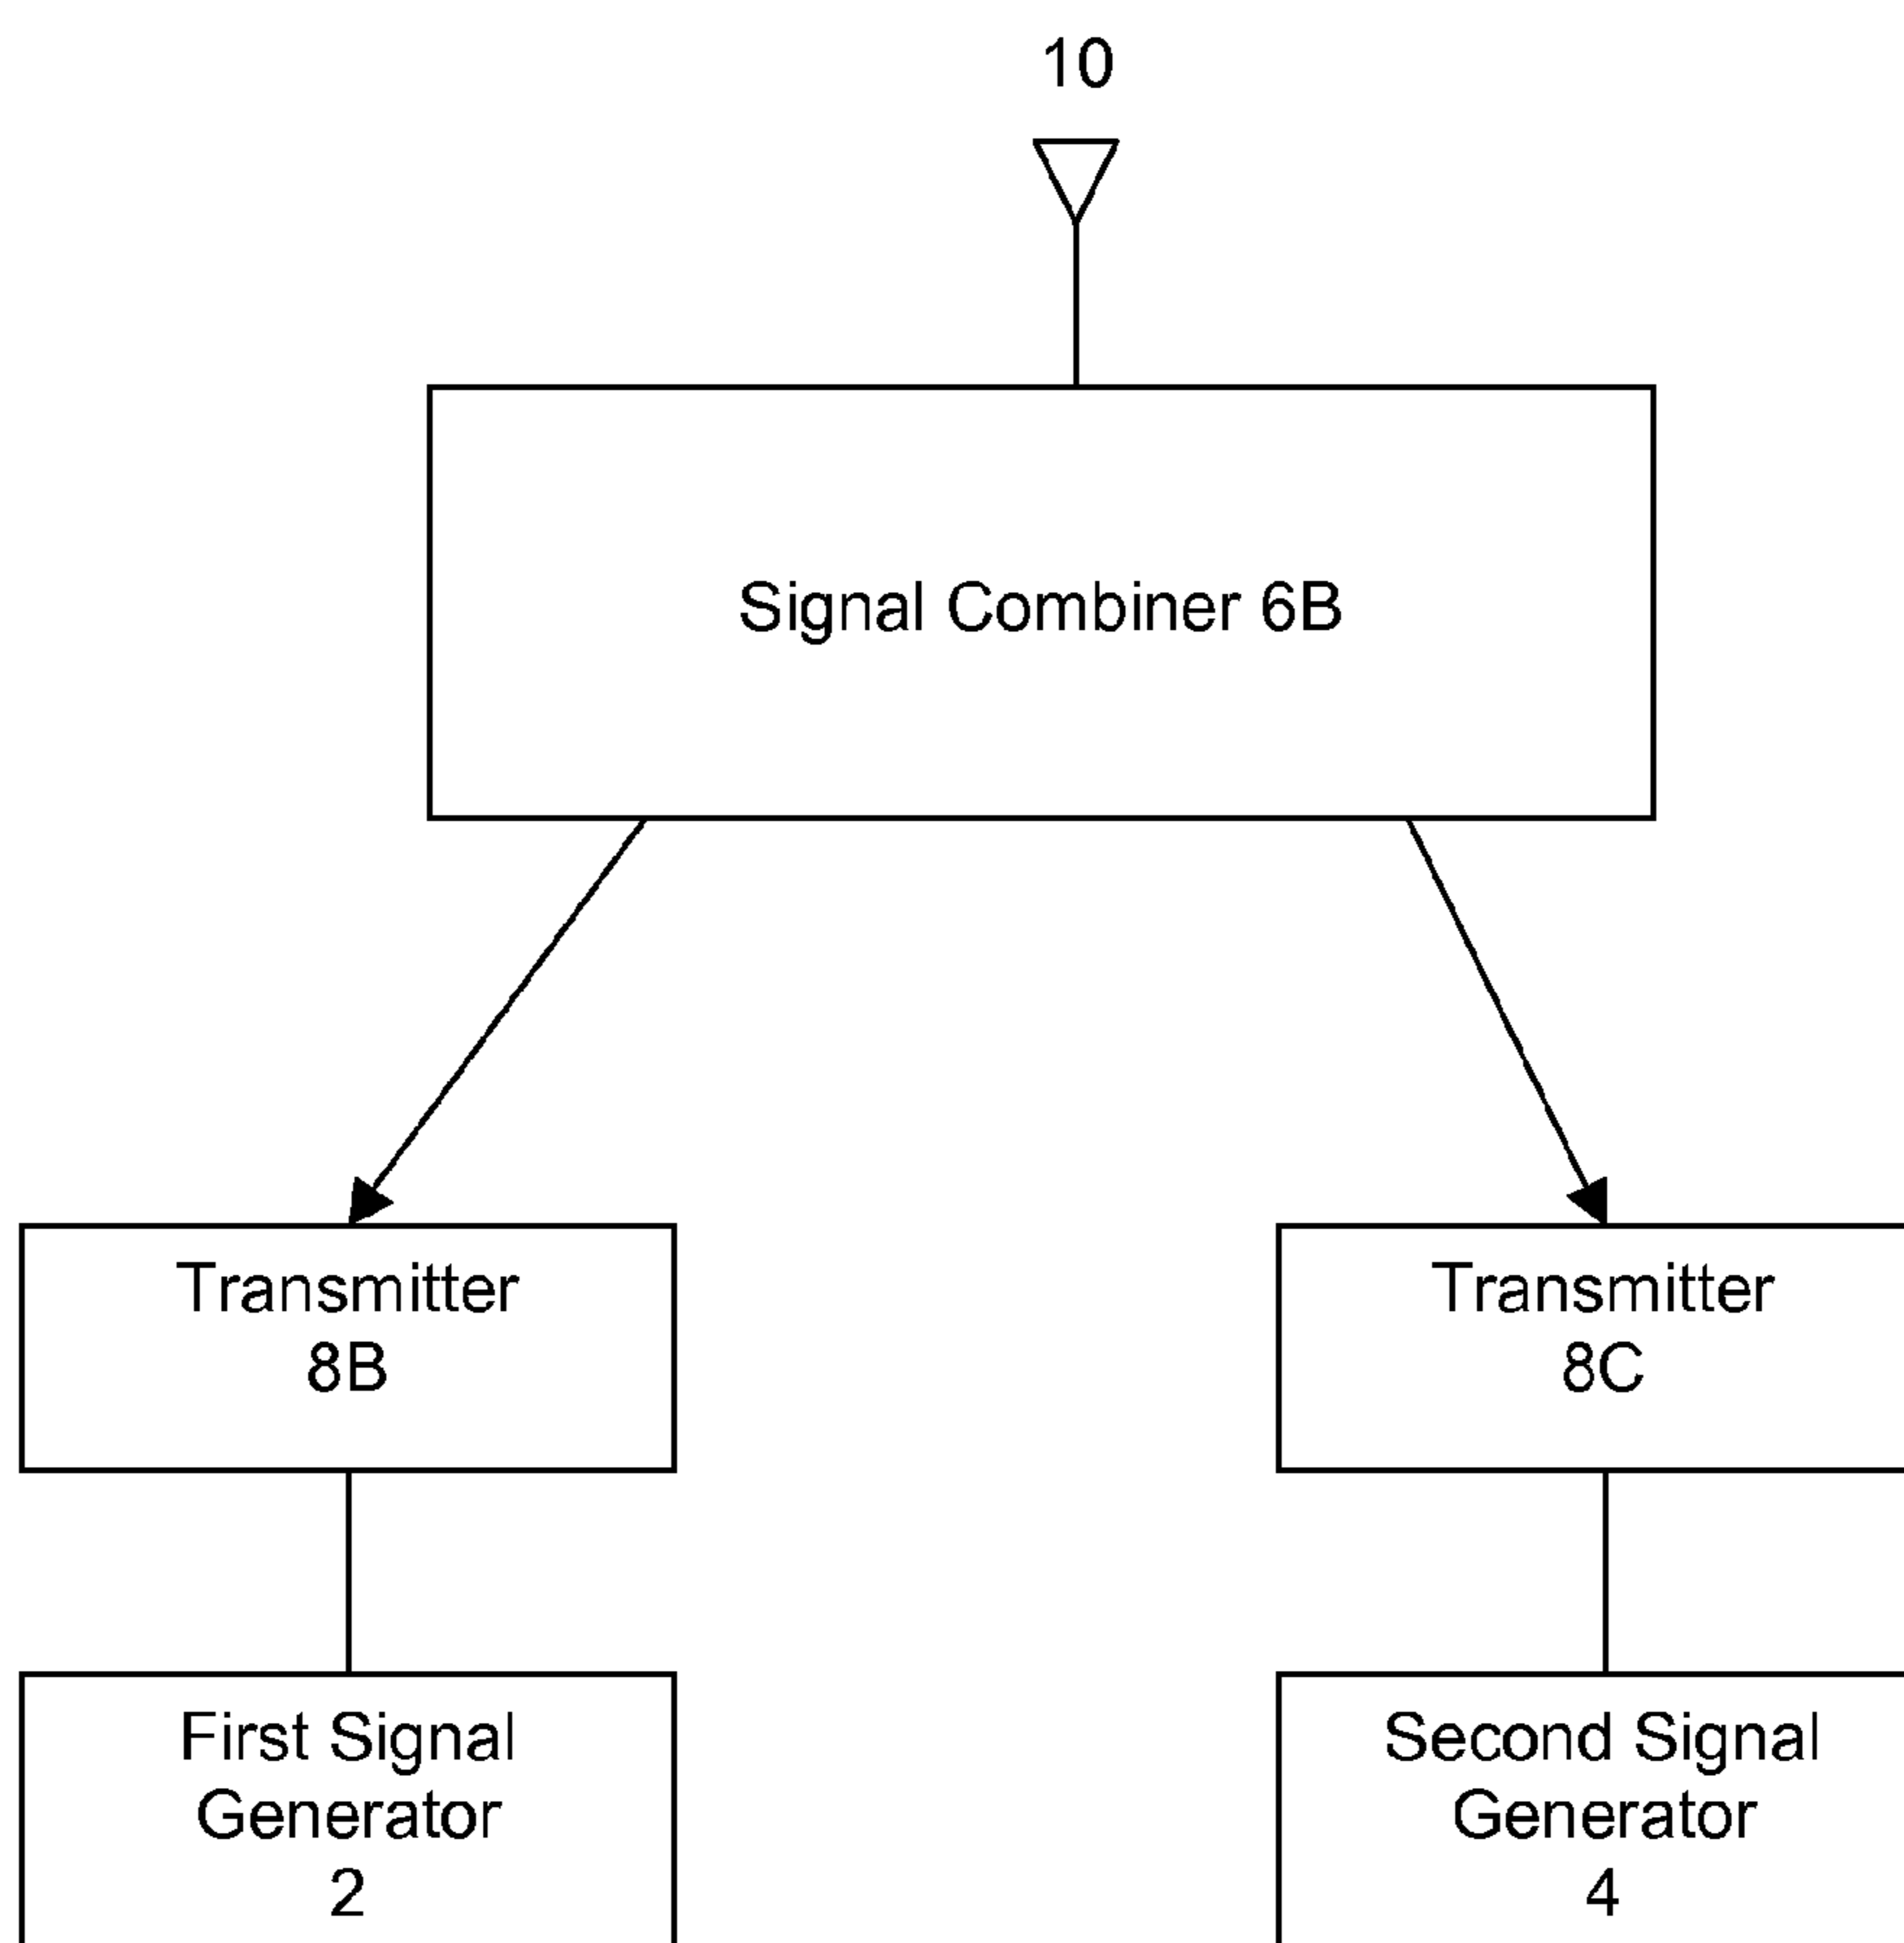 10
Signal Combiner 6B
Transmitter
8B
Transmitter
8C
First Signal
Generator
2
Second Signal
Generator
4